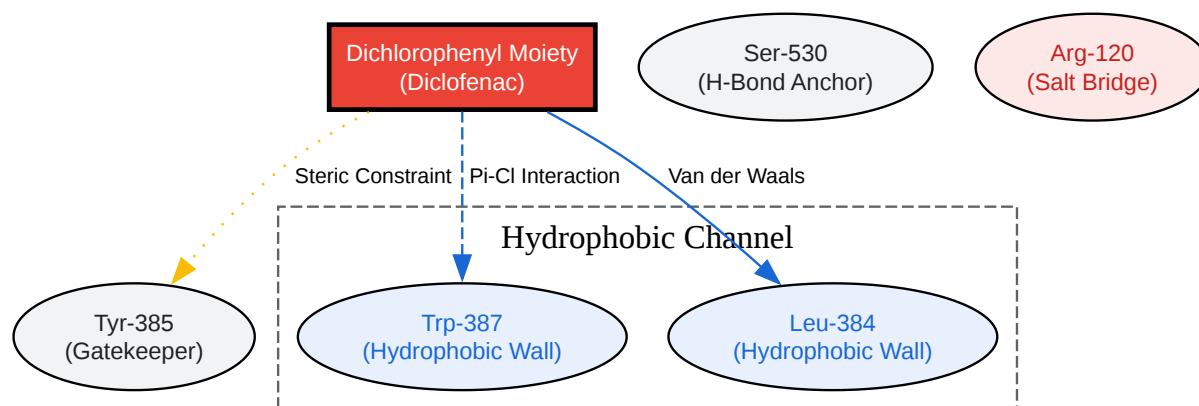 Dichlorophenyl Moiety
(Diclofenac)
Ser-530
(H-Bond Anchor)
Arg-120
(Salt Bridge)
Steric Constraint
Pi-Cl Interaction
Van der Waals
Hydrophobic Channel
Tyr-385
(Gatekeeper)
Trp-387
(Hydrophobic Wall)
Leu-384
(Hydrophobic Wall)